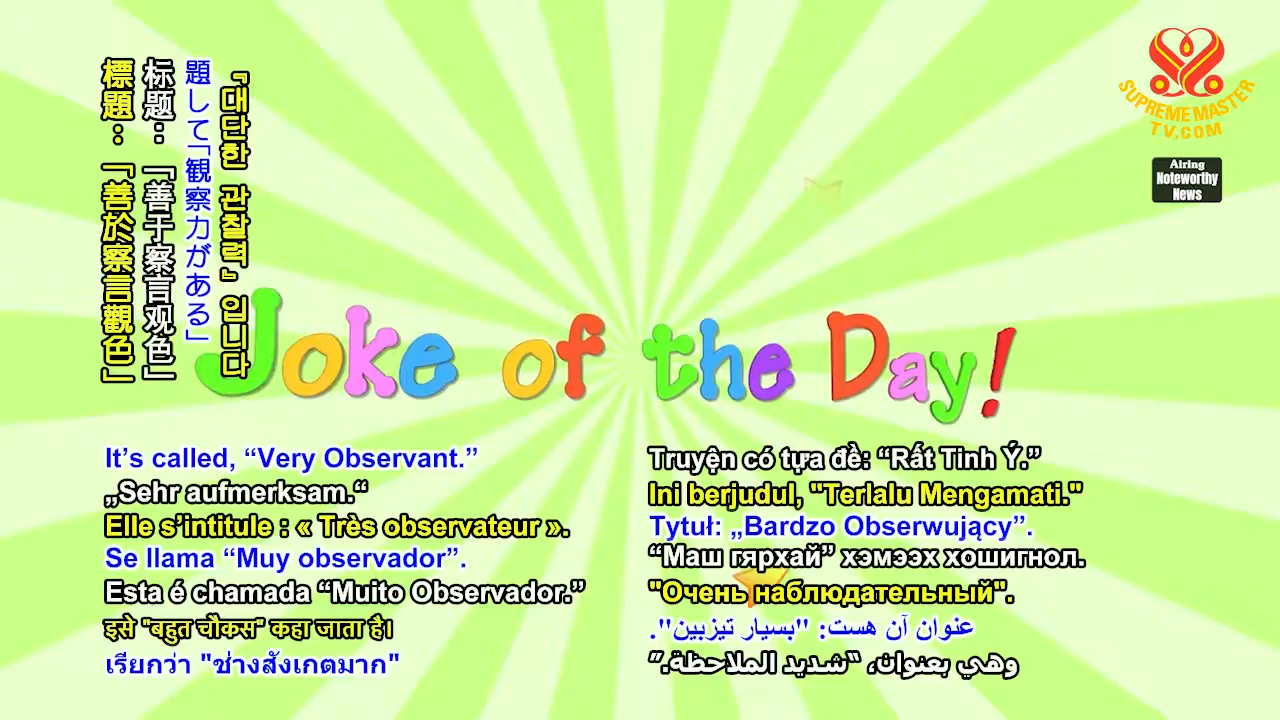 標題：「善於察言觀色」
标题：「善于察言观色」
題して「観察力がある」
『대단한 관찰력』입니다
SUPREME MASTER
TV.COM
Airing
Noteworthy
News
Joke of the Day!
It’s called, “Very Observant.”
„Sehr aufmerksam.“
Elle s’intitule : « Très observateur ».
Se llama “Muy observador”.
Esta é chamada “Muito Observador.”
इसे "बहुत चौकस" कहा जाता है।
เรียกว่า "ช่างสังเกตมาก"
Truyện có tựa đề: “Rất Tinh Ý.”
Ini berjudul, "Terlalu Mengamati."
Tytuł: „Bardzo Obserwujący”.
“Маш гярхай” хэмээх хошигнол.
"Очень наблюдательный".
عنوان آن هست: "بسیار تیزبین".
وهي بعنوان، “شديد الملاحظة.”